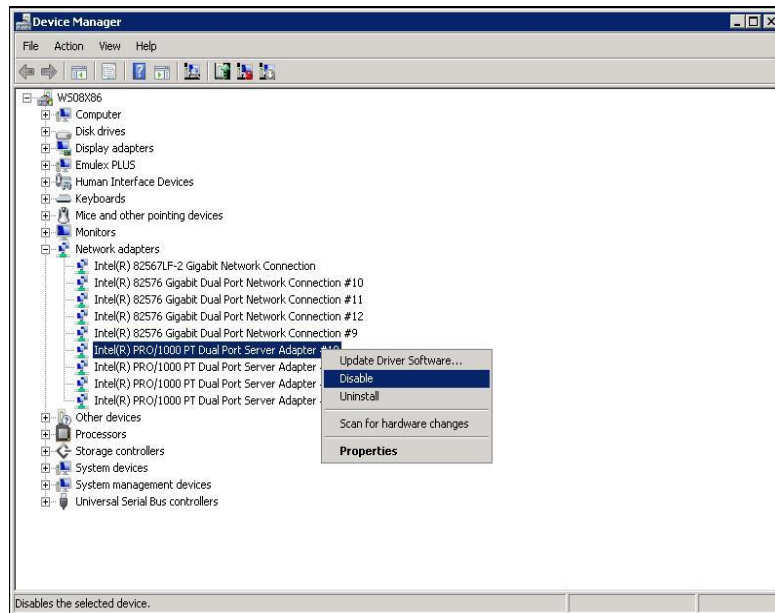 Device Manager
File Action View Help
WS08X86
Computer
Disk drives
Display adapters
Emulex PLUS
Human Interface Devices
Keyboards
Mice and other pointing devices
Monitors
Network adapters
Intel(R) 82567LF-2 Gigabit Network Connection
Intel(R) 82576 Gigabit Dual Port Network Connection #10
Intel(R) 82576 Gigabit Dual Port Network Connection #11
Intel(R) 82576 Gigabit Dual Port Network Connection #12
Intel(R) 82576 Gigabit Dual Port Network Connection #9
Intel(R) PRO/1000 PT Dual Port Server Adapter
Intel(R) PRO/1000 PT Dual Port Server Adapter
Intel(R) PRO/1000 PT Dual Port Server Adapter
Intel(R) PRO/1000 PT Dual Port Server Adapter
Update Driver Software...
Disable
Uninstall
Scan for hardware changes
Properties
Other devices
Processors
Storage controllers
System devices
System management devices
Universal Serial Bus controllers
Disables the selected device.